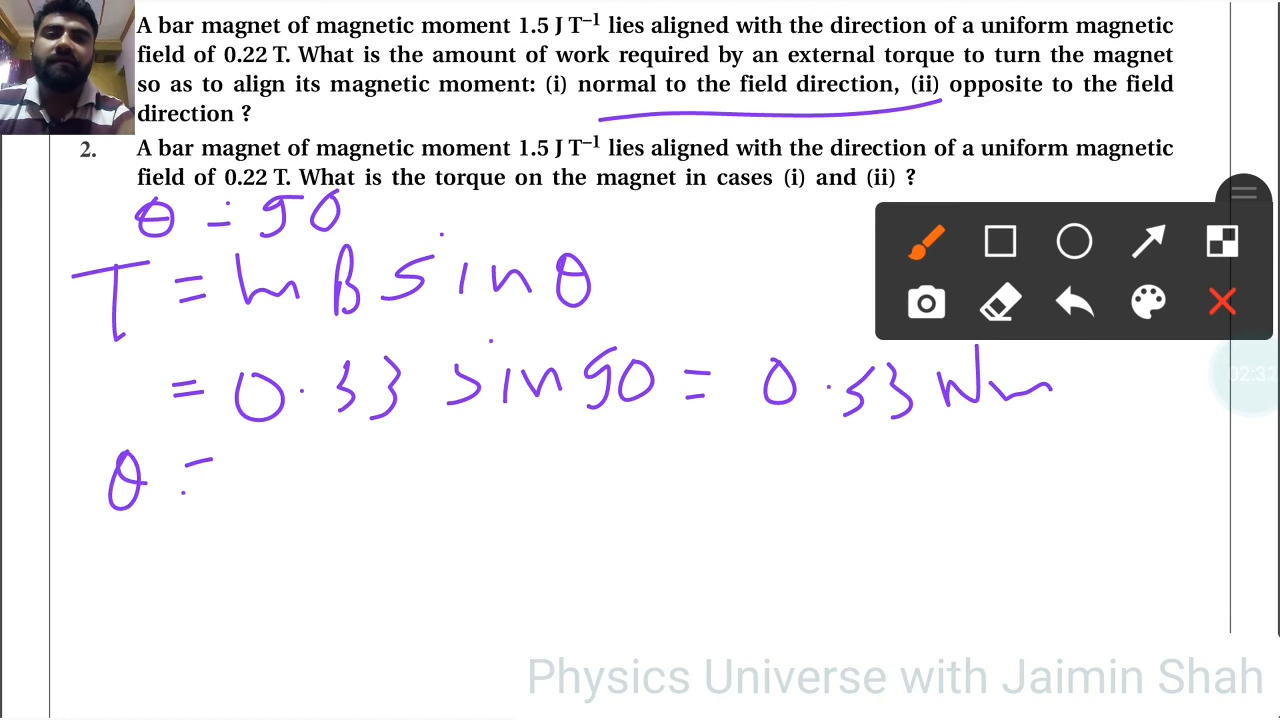 A bar magnet of magnetic moment 1.5 J T⁻¹ lies aligned with the direction of a uniform magnetic
field of 0.22 T. What is the amount of work required by an external torque to turn the magnet
so as to align its magnetic moment: (i) normal to the field direction, (ii) opposite to the field
direction ?
2. A bar magnet of magnetic moment 1.5 J T⁻¹ lies aligned with the direction of a uniform magnetic
field of 0.22 T. What is the torque on the magnet in cases (i) and (ii) ?
θ = 90
τ = m B sin θ
= 0.33 sin 90 = 0.33 Nm
θ =
02:32
Physics Universe with Jaimin Shah